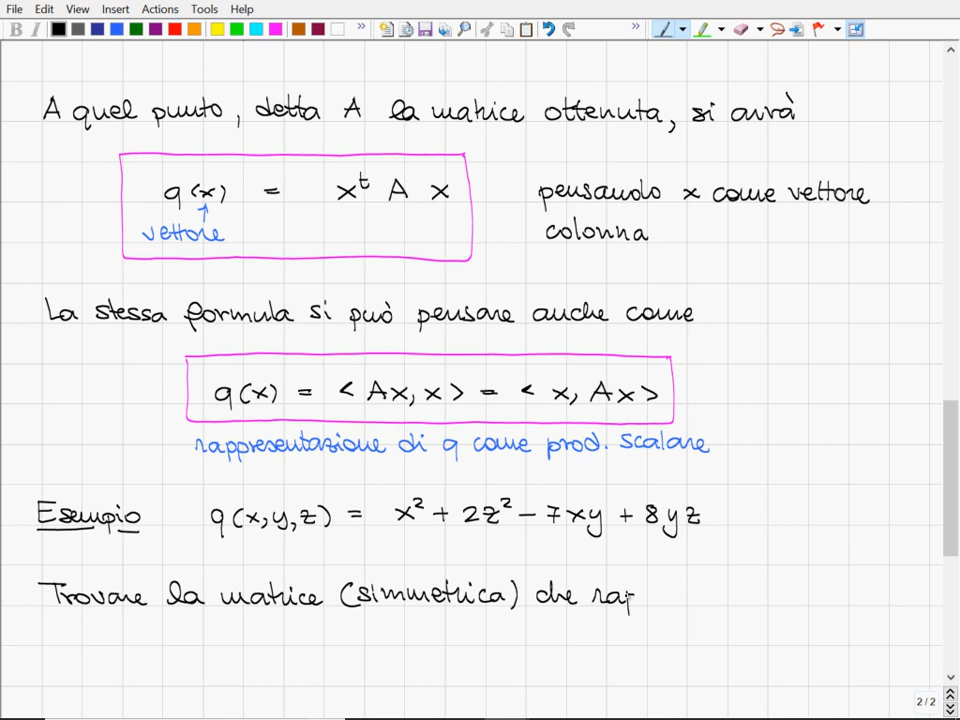 File Edit View Insert Actions Tools Help
A quel punto, detta A la matrice ottenuta, si avrà
q(x) = xᵗ A x pensando x come vettore
vettore colonna
La stessa formula si può pensare anche come
q(x) = < Ax, x > = < x, Ax >
rappresentazione di q come prod. scalare
Esempio q(x,y,z) = x² + 2z² - 7xy + 8yz
Trovare la matrice (simmetrica) che rap
2 / 2